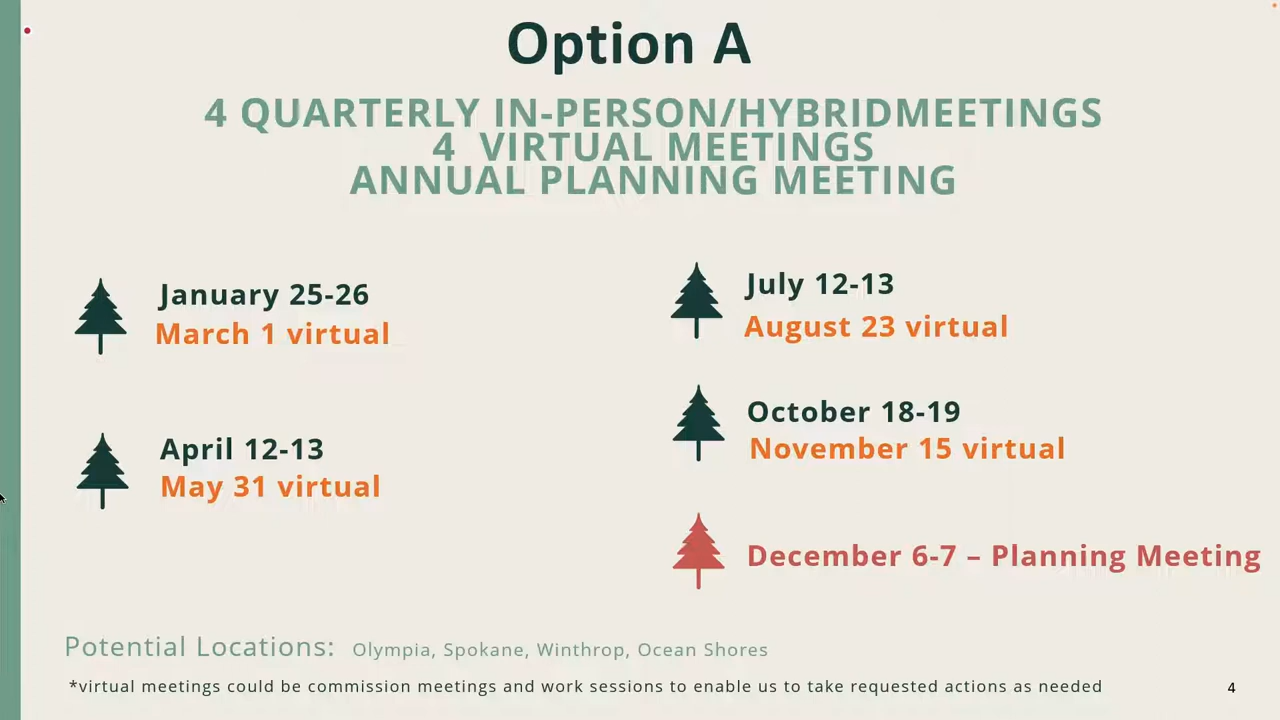 Option A
4 QUARTERLY IN-PERSON/HYBRIDMEETINGS
4 VIRTUAL MEETINGS
ANNUAL PLANNING MEETING
January 25-26
March 1 virtual
April 12-13
May 31 virtual
July 12-13
August 23 virtual
October 18-19
November 15 virtual
December 6-7 – Planning Meeting
Potential Locations: Olympia, Spokane, Winthrop, Ocean Shores
*virtual meetings could be commission meetings and work sessions to enable us to take requested actions as needed
4